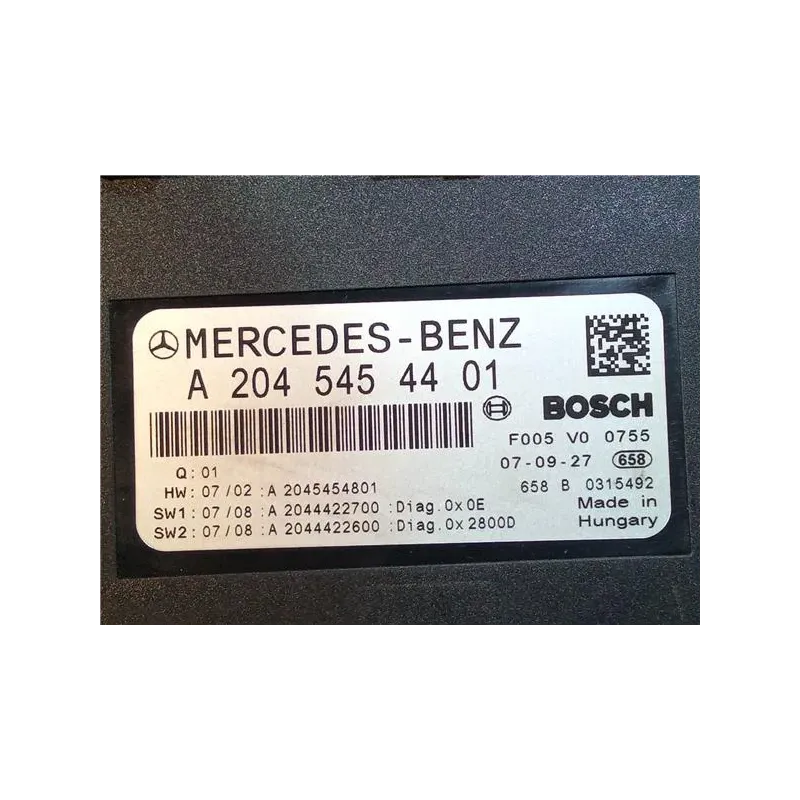 MERCEDES-BENZ
A 204 545 44 01
BOSCH
F005 V0 0755
Q: 01
07-09-27 658
HW: 07/02 :A 2045454801
658 B 0315492
SW1: 07/08 :A 2044422700 :Diag.0x0E
Made in
SW2: 07/08 :A 2044422600 :Diag.0x2800D
Hungary